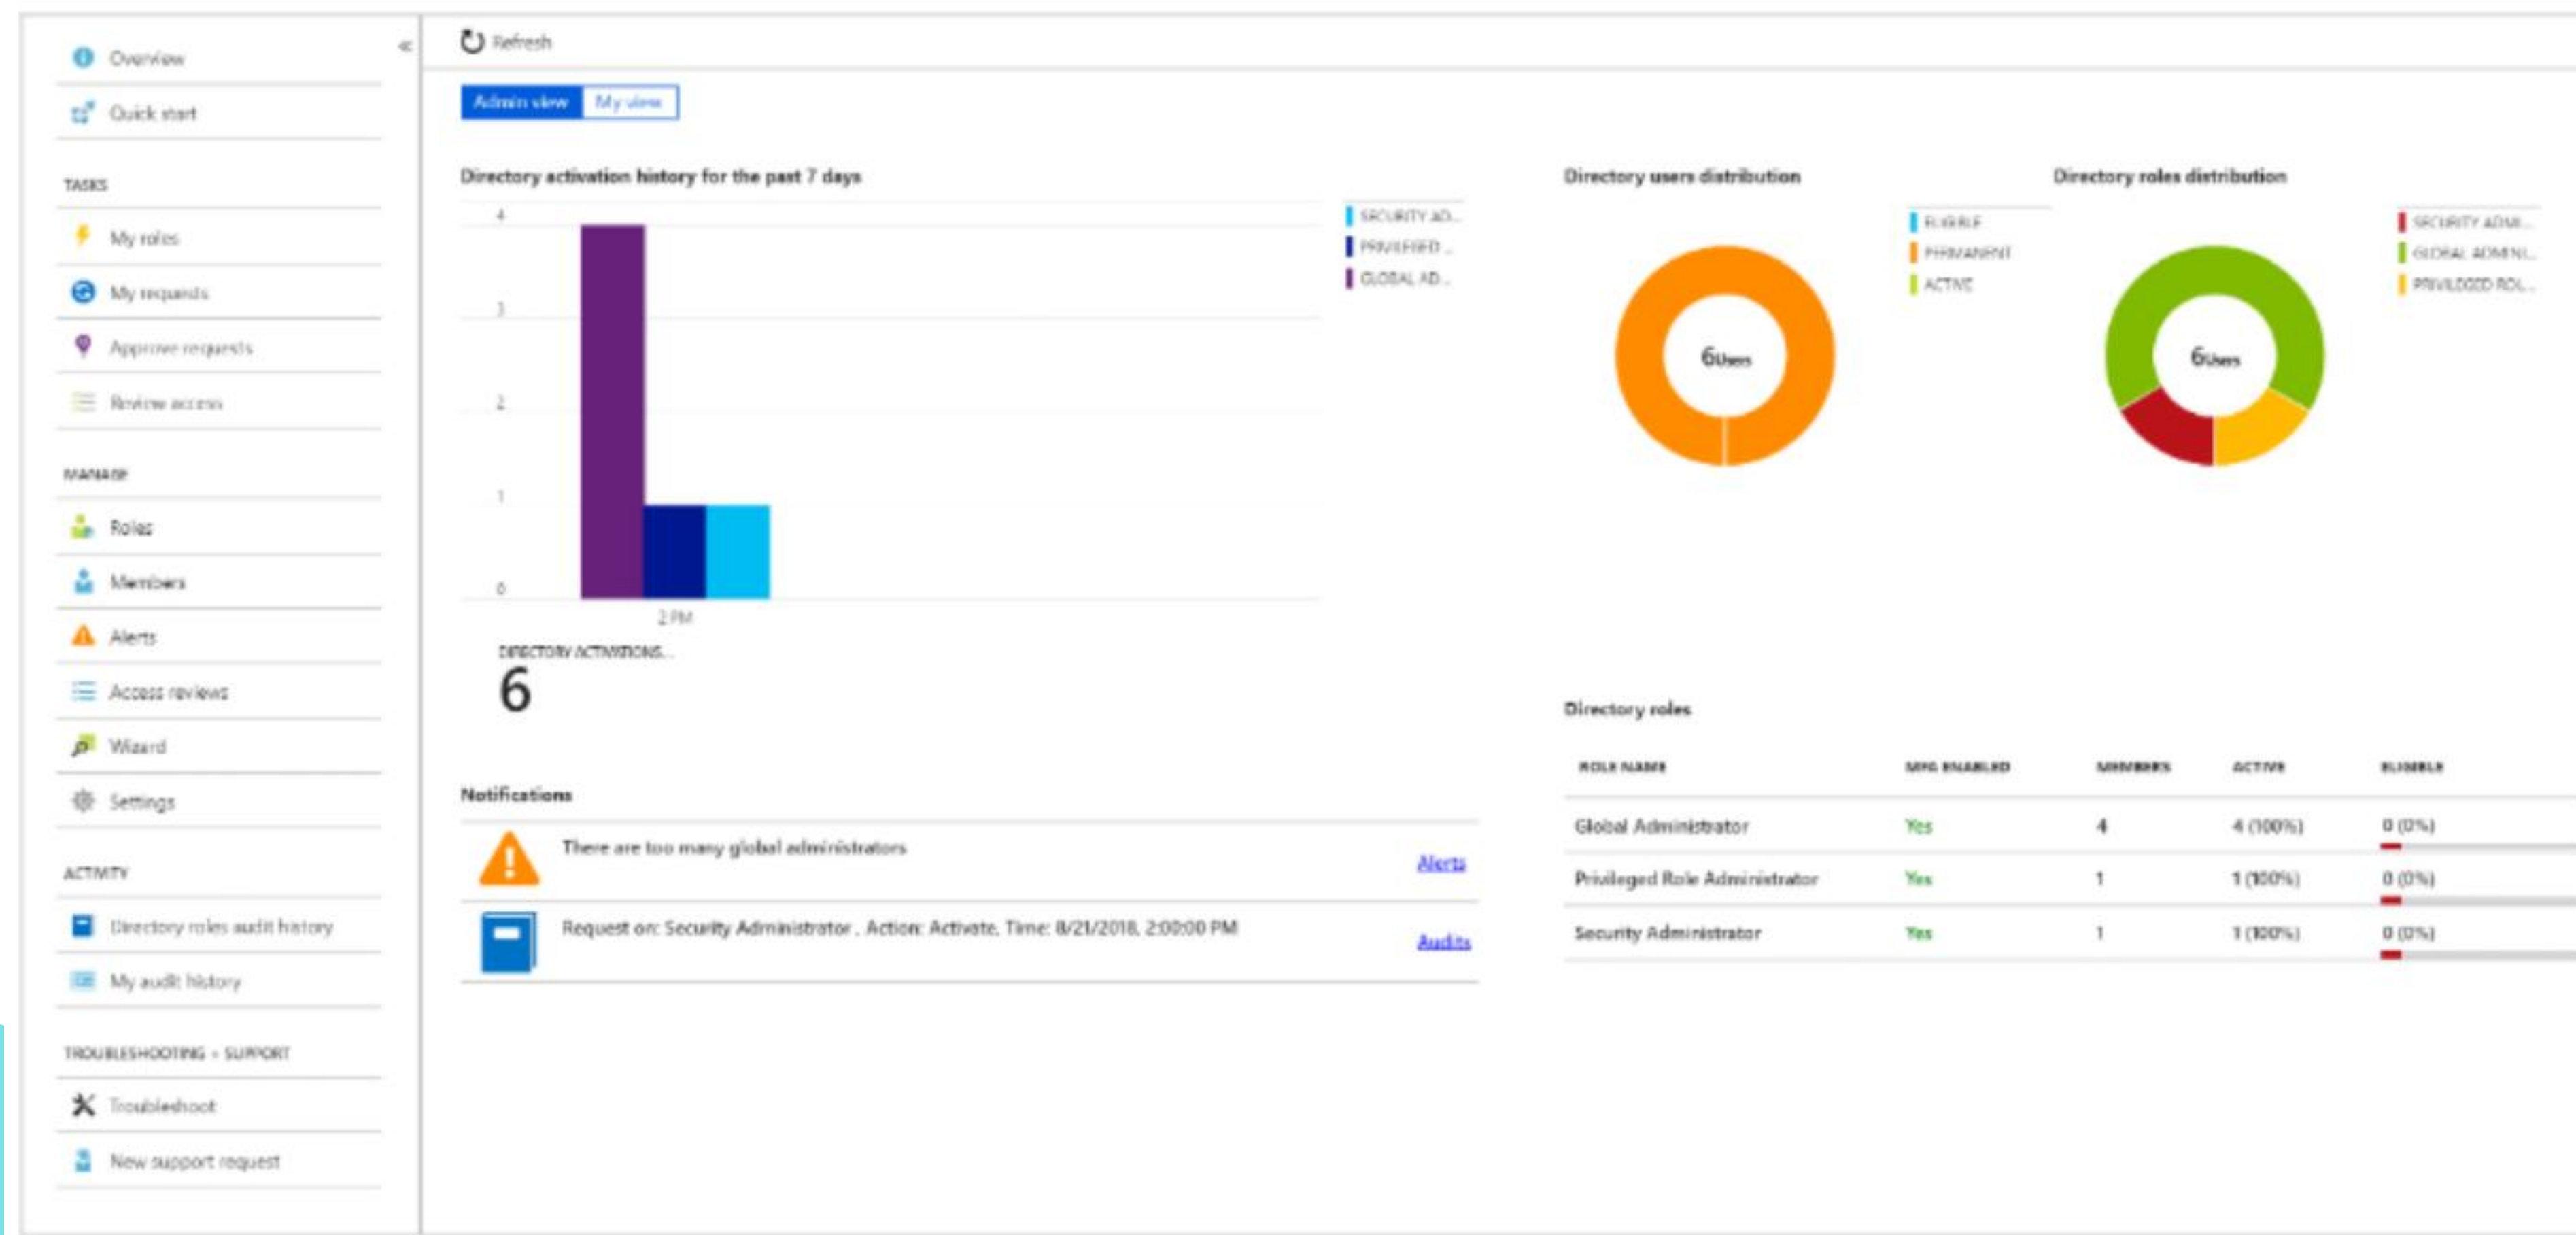 Overview
Quick start
TASKS
My roles
My requests
Approve requests
Review access
MANAGE
Roles
Members
Alerts
Access reviews
Wizard
Settings
ACTIVITY
Directory roles audit history
My audit history
TROUBLESHOOTING + SUPPORT
Troubleshoot
New support request
Refresh
Admin view My view
Directory activation history for the past 7 days
4
3
2
1
0
2 PM
SECURITY AD...
PRIVILEGED ...
GLOBAL AD...
DIRECTORY ACTIVATIONS...
6
Notifications
There are too many global administrators Alerts
Request on: Security Administrator , Action: Activate, Time: 8/21/2018, 2:00:00 PM Audits
Directory users distribution
6Users
ELIGIBLE
PERMANENT
ACTIVE
Directory roles distribution
6Users
SECURITY ADMI...
GLOBAL ADMINI...
PRIVILEGED ROL...
Directory roles
ROLE NAME MFA ENABLED MEMBERS ACTIVE ELIGIBLE
Global Administrator Yes 4 4 (100%) 0 (0%)
Privileged Role Administrator Yes 1 1 (100%) 0 (0%)
Security Administrator Yes 1 1 (100%) 0 (0%)